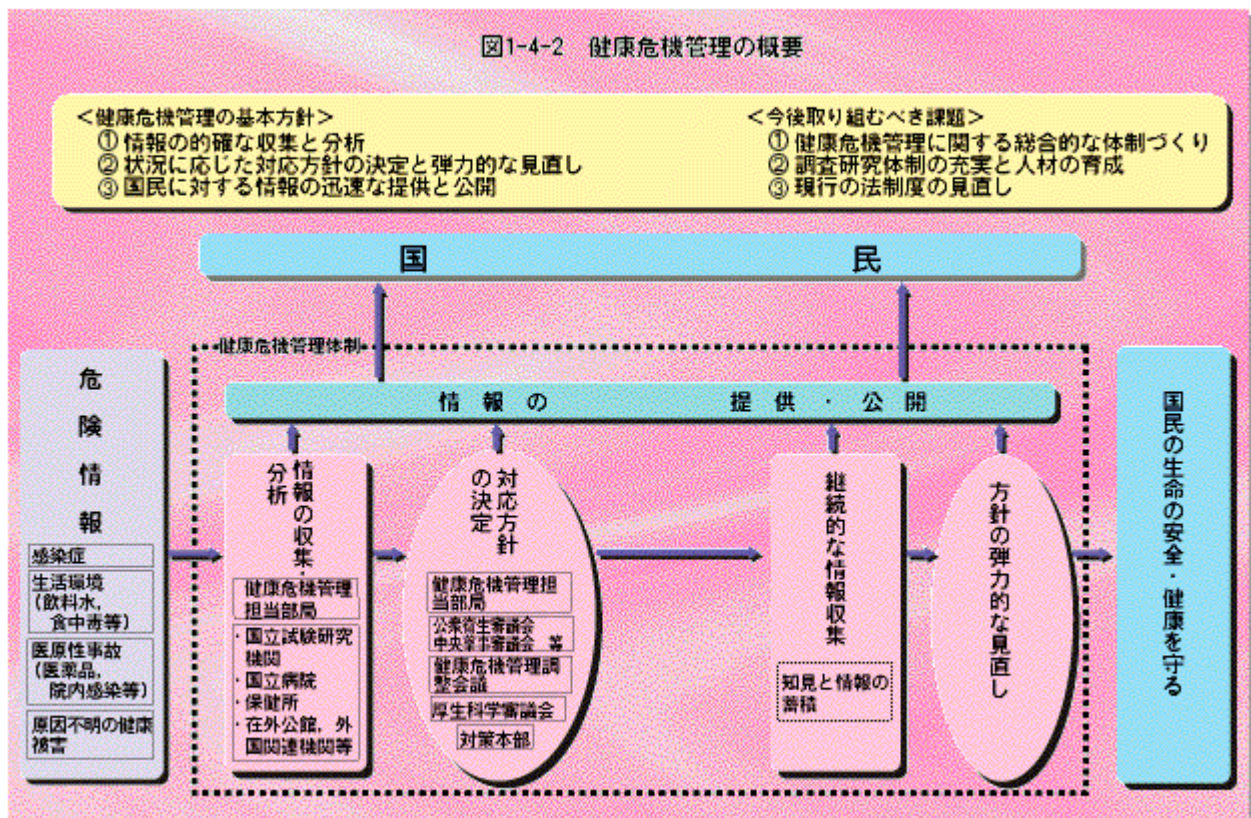 図1-4-2 健康危機管理の概要
＜健康危機管理の基本方針＞
① 情報の的確な収集と分析
② 状況に応じた対応方針の決定と弾力的な見直し
③ 国民に対する情報の迅速な提供と公開
＜今後取り組むべき課題＞
① 健康危機管理に関する総合的な体制づくり
② 調査研究体制の充実と人材の育成
③ 現行の法制度の見直し
国民
健康危機管理体制
情報の提供・公開
危険情報
感染症
生活環境
（飲料水，
食中毒等）
医原性事故
（医薬品，
院内感染等）
原因不明の健康
被害
情報の収集・
分析
健康危機管理
担当部局
・国立試験研究
機関
・国立病院
・保健所
・在外公館，外
国関連機関等
対応方針
の決定
健康危機管理担
当部局
公衆衛生審議会
中央薬事審議会 等
健康危機管理調
整会議
厚生科学審議会
対策本部
継続的な情報収集
知見と情報の
蓄積
方針の弾力的な見直し
国民の生命の安全・健康を守る